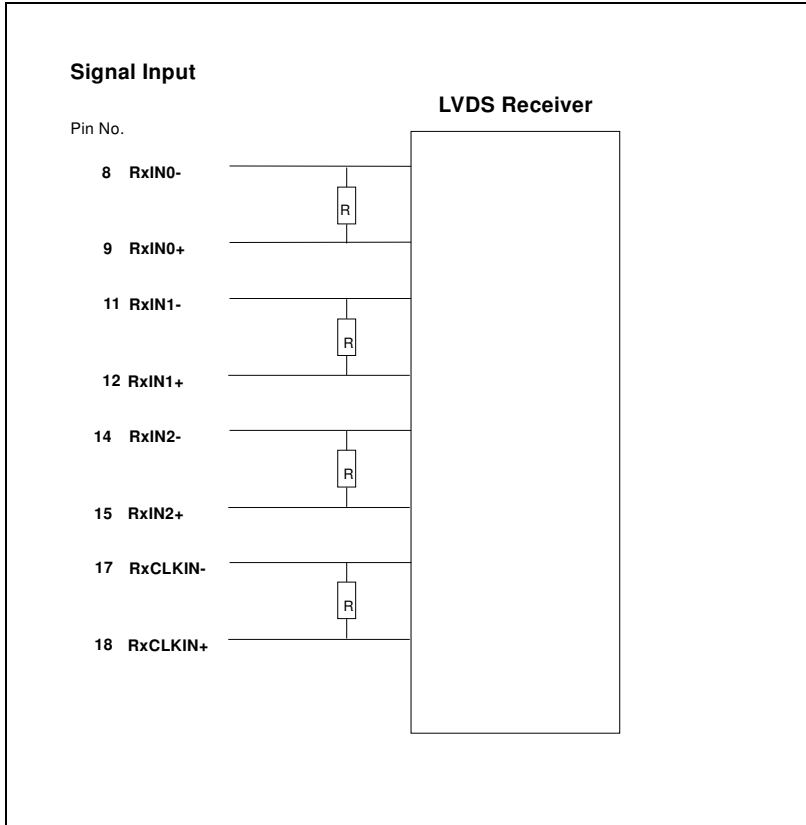 Signal Input
LVDS Receiver
Pin No.
8 RxIN0-
R
9 RxIN0+
11 RxIN1-
R
12 RxIN1+
14 RxIN2-
R
15 RxIN2+
17 RxCLKIN-
R
18 RxCLKIN+